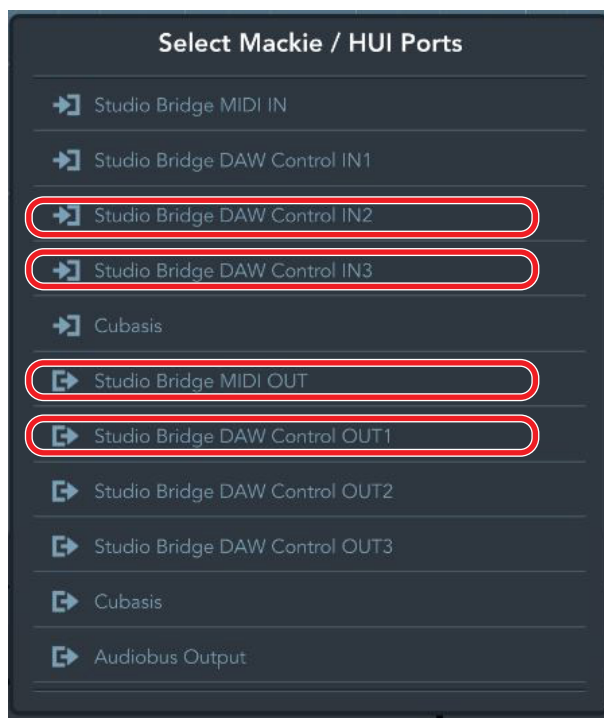 Select Mackie / HUI Ports
Studio Bridge MIDI IN
Studio Bridge DAW Control IN1
Studio Bridge DAW Control IN2
Studio Bridge DAW Control IN3
Cubasis
Studio Bridge MIDI OUT
Studio Bridge DAW Control OUT1
Studio Bridge DAW Control OUT2
Studio Bridge DAW Control OUT3
Cubasis
Audiobus Output